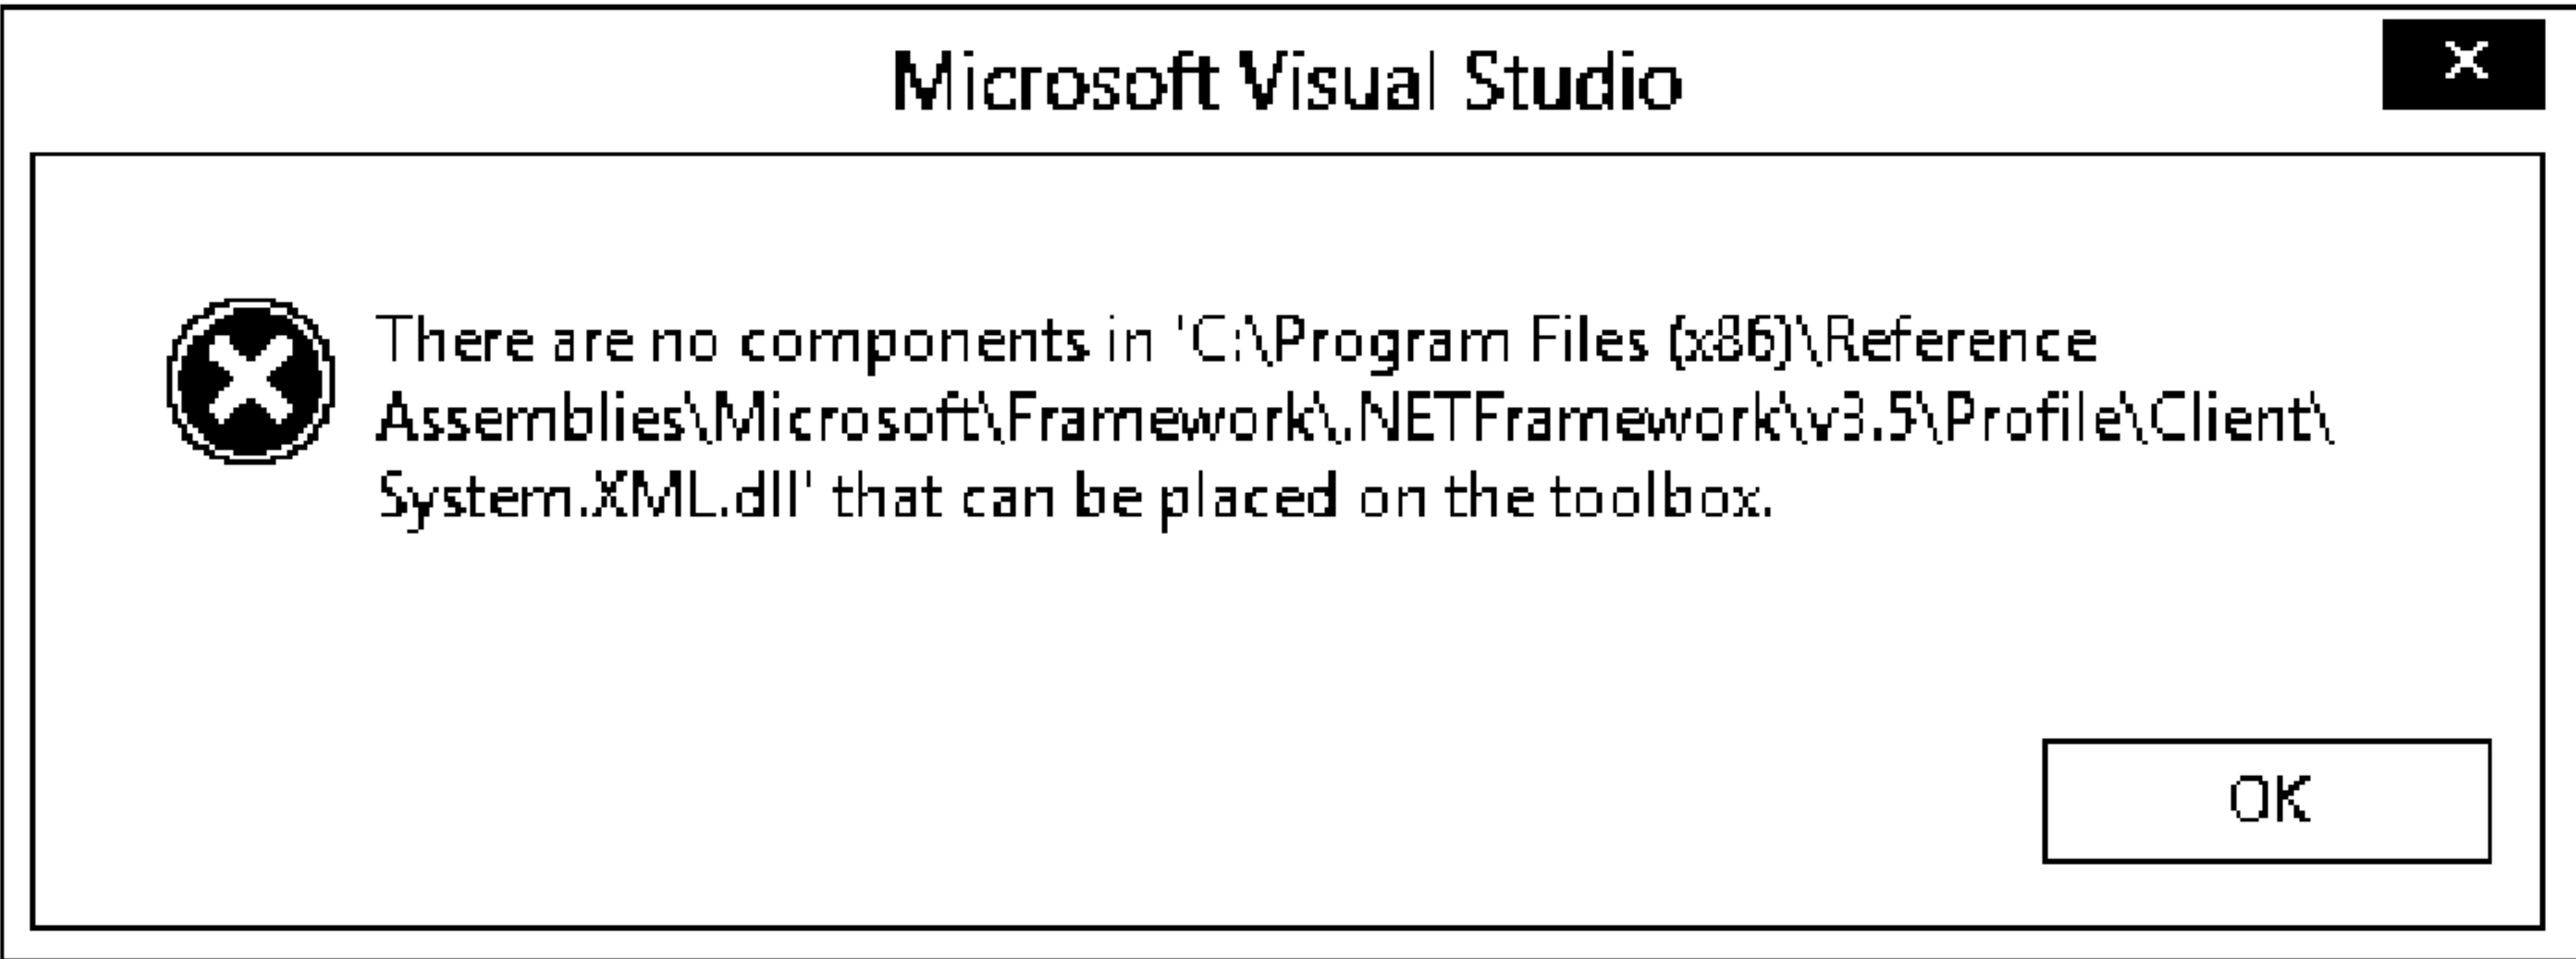 Microsoft Visual Studio
There are no components in 'C:\Program Files (x86)\Reference
Assemblies\Microsoft\Framework\.NETFramework\v3.5\Profile\Client\
System.XML.dll' that can be placed on the toolbox.
OK